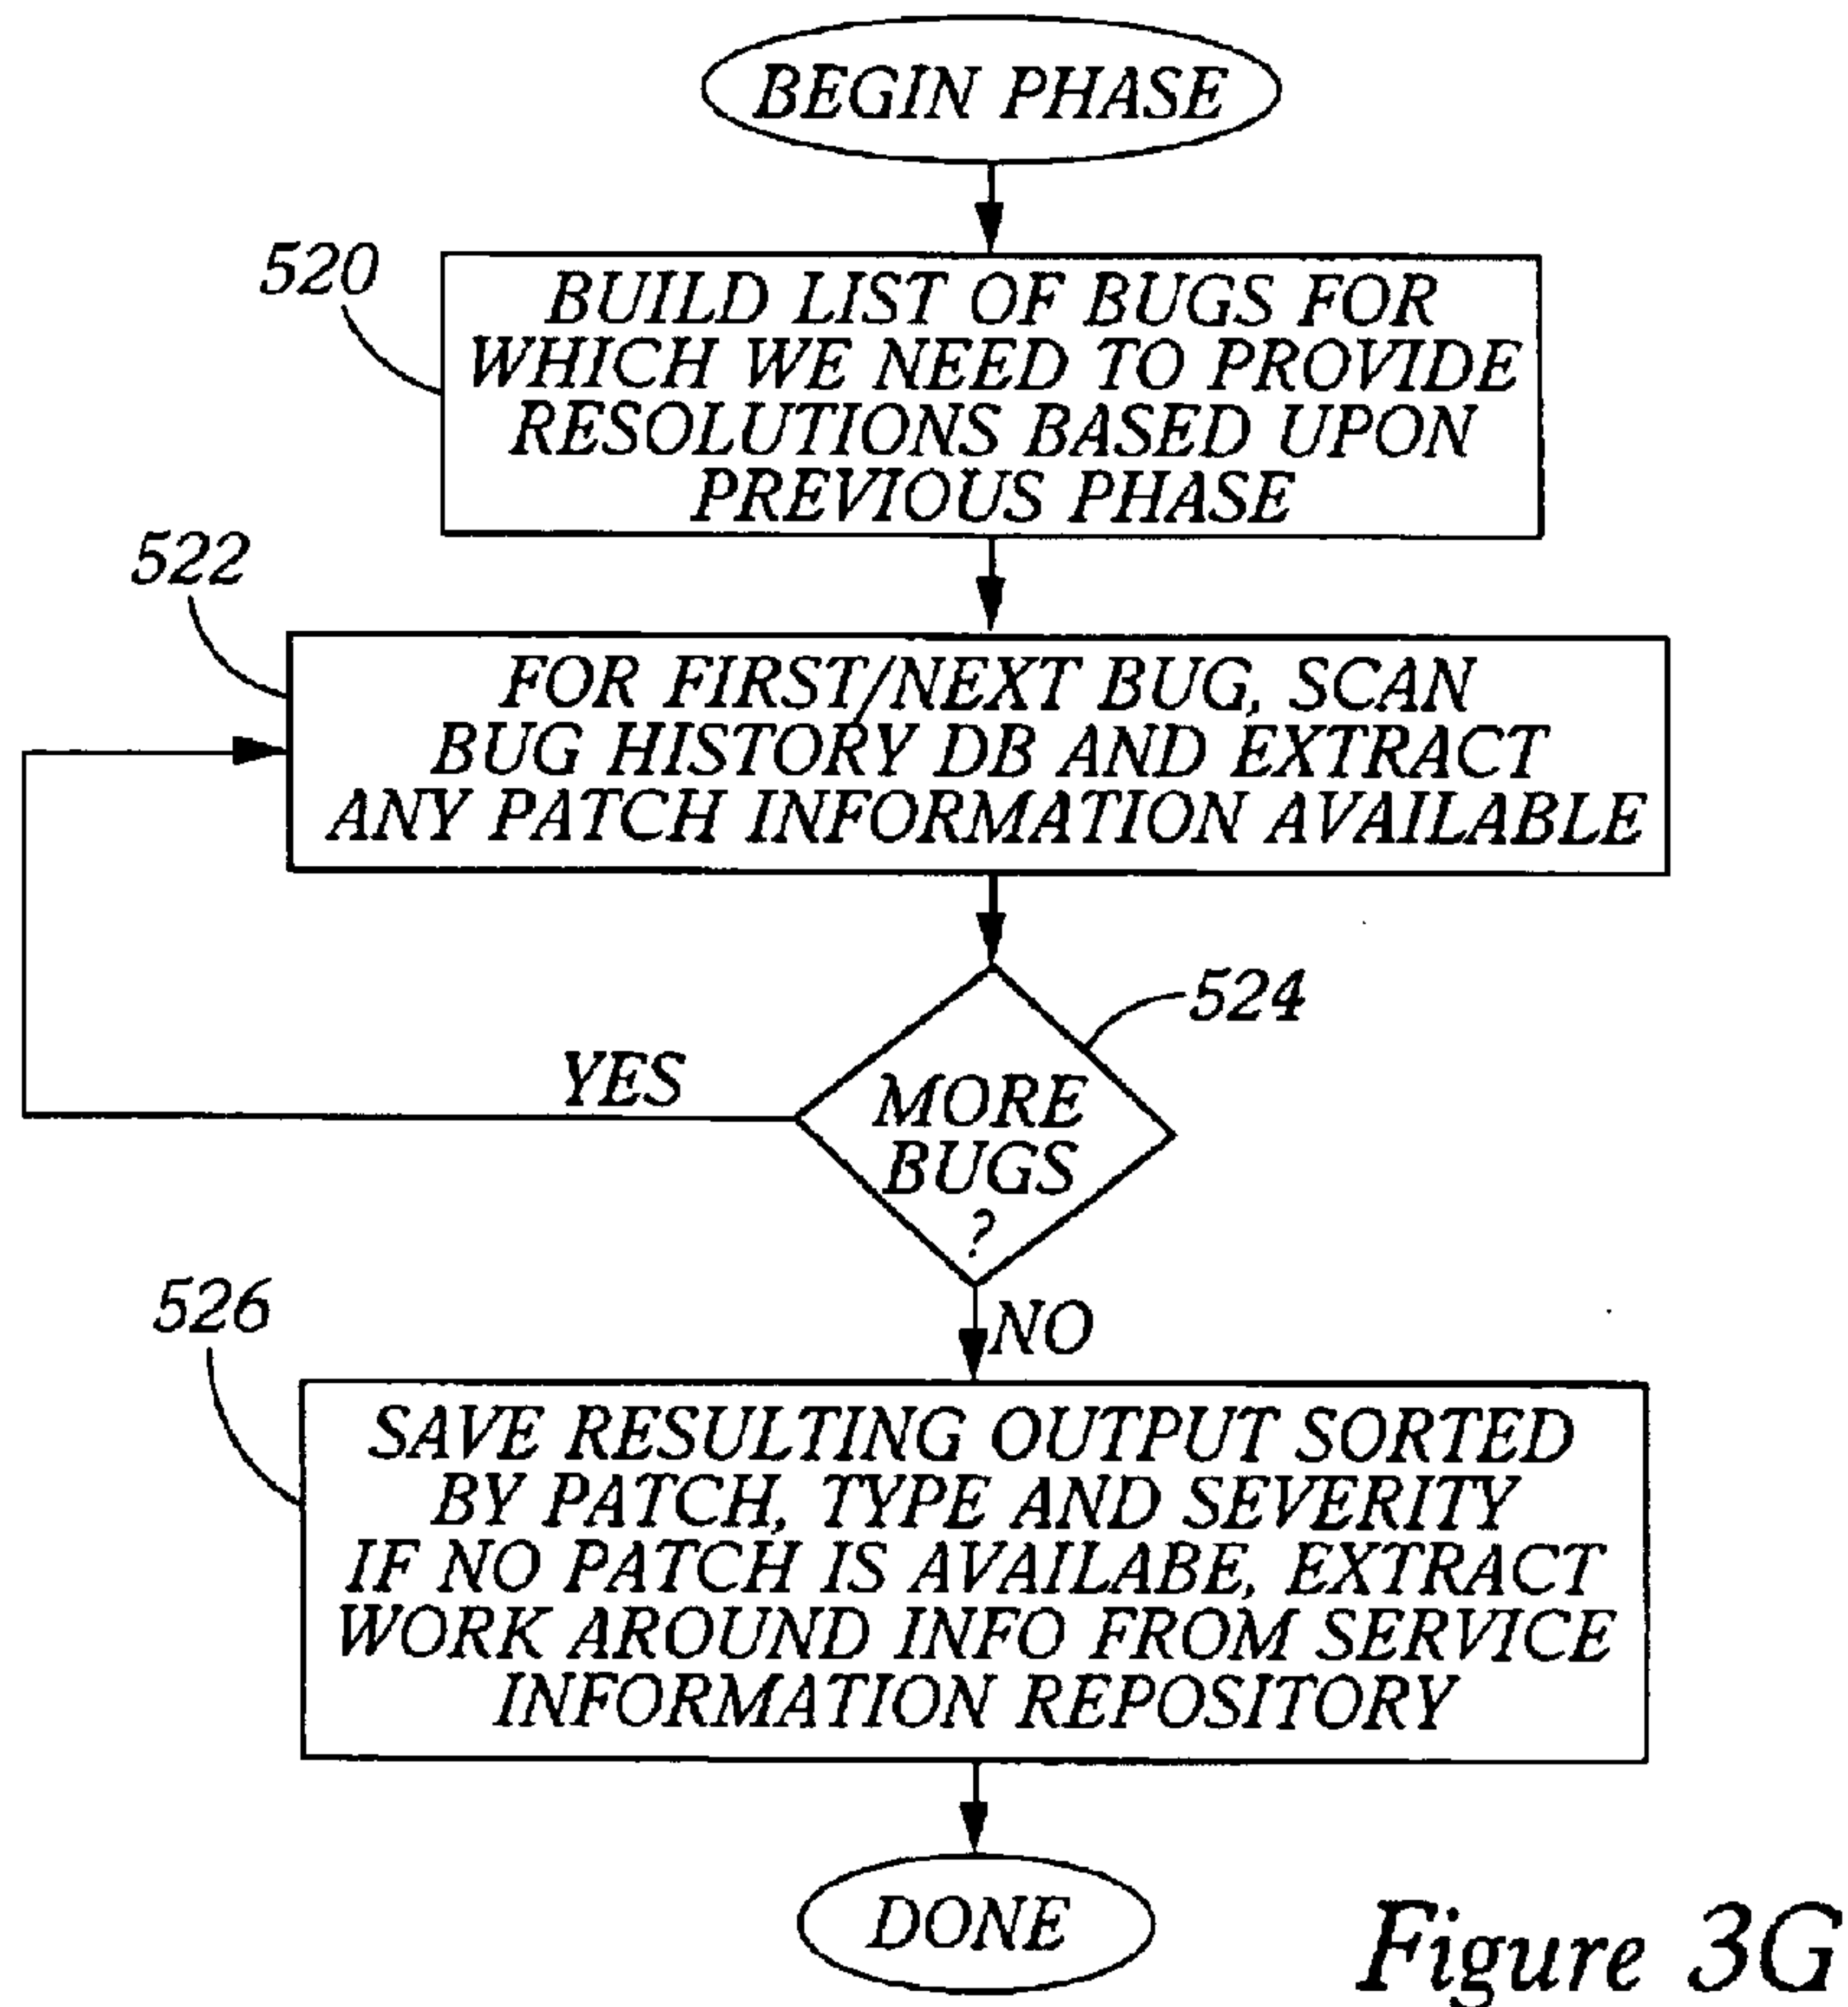 BEGIN PHASE
520
BUILD LIST OF BUGS FOR
WHICH WE NEED TO PROVIDE
RESOLUTIONS BASED UPON
PREVIOUS PHASE
522
FOR FIRST/NEXT BUG, SCAN
BUG HISTORY DB AND EXTRACT
ANY PATCH INFORMATION AVAILABLE
524
YES
MORE
BUGS
?
NO
526
SAVE RESULTING OUTPUT SORTED
BY PATCH, TYPE AND SEVERITY
IF NO PATCH IS AVAILABE, EXTRACT
WORK AROUND INFO FROM SERVICE
INFORMATION REPOSITORY
DONE
Figure 3G